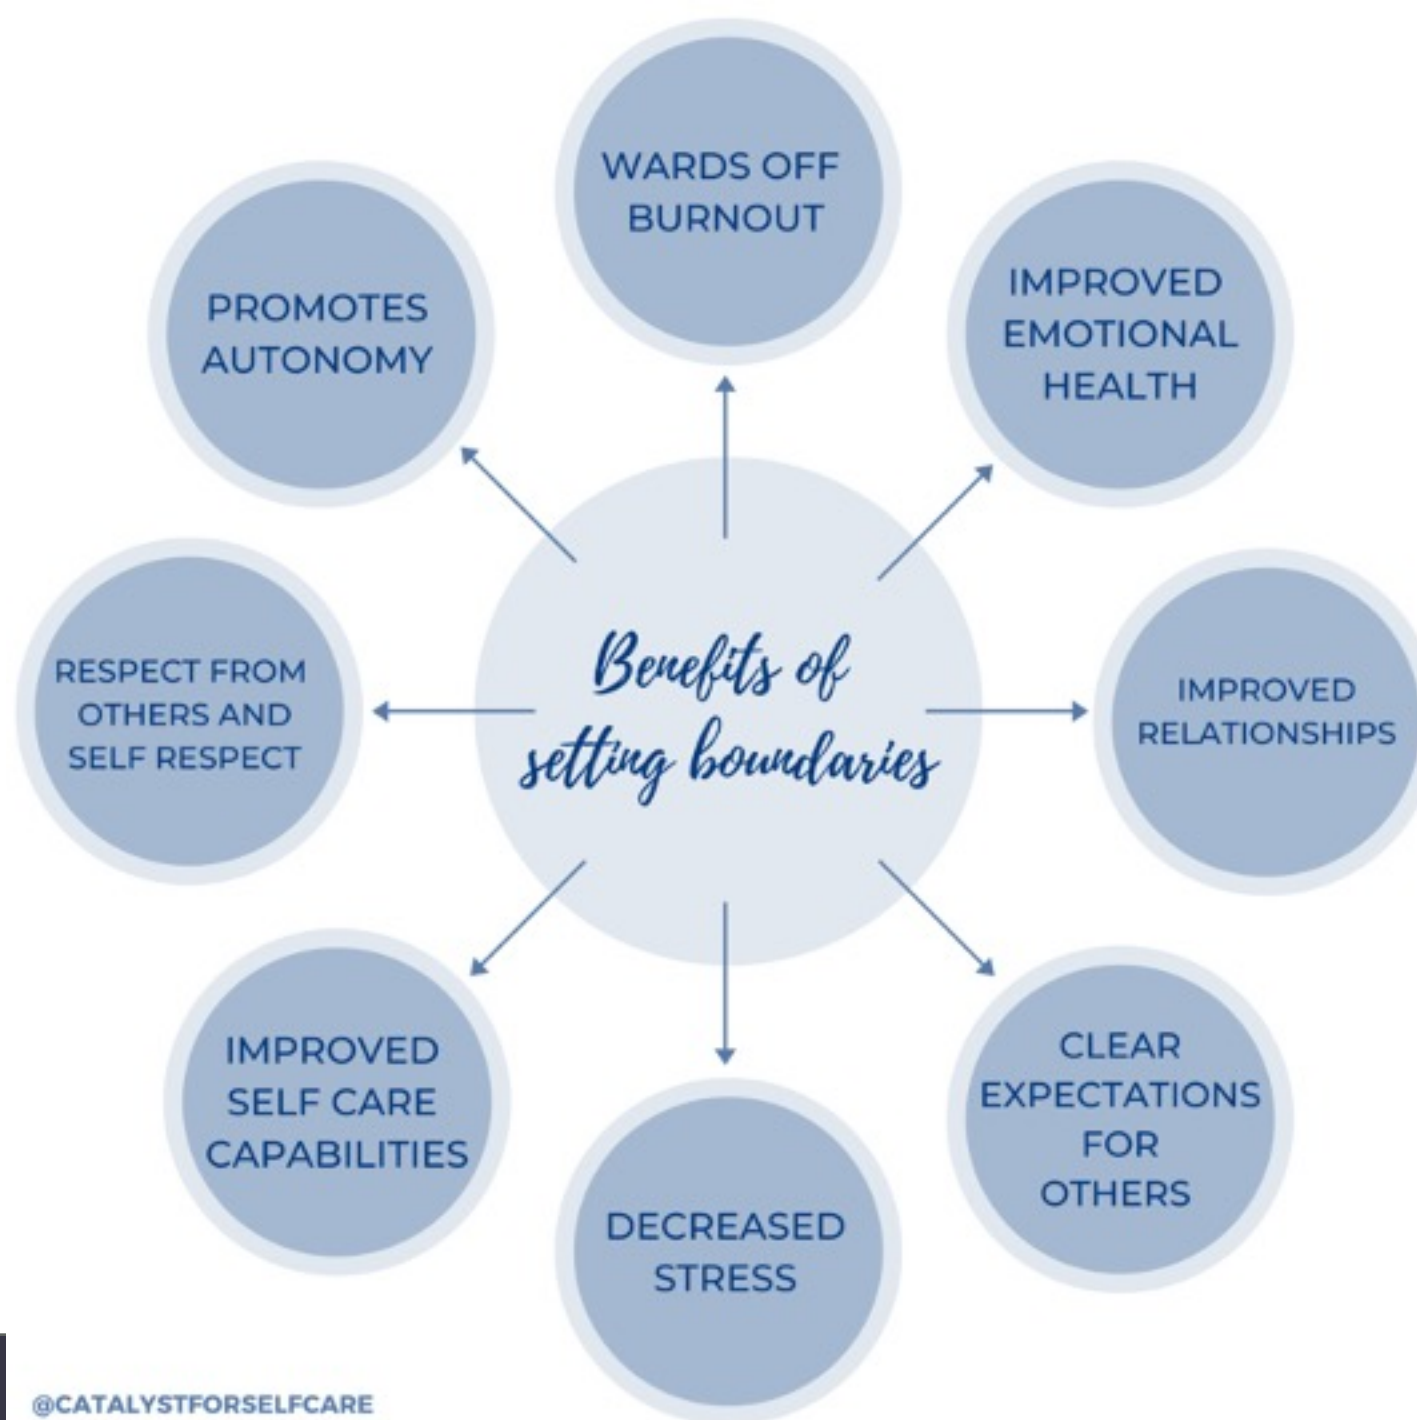 WARDS OFF
BURNOUT
IMPROVED
EMOTIONAL
HEALTH
IMPROVED
RELATIONSHIPS
CLEAR
EXPECTATIONS
FOR
OTHERS
DECREASED
STRESS
IMPROVED
SELF CARE
CAPABILITIES
RESPECT FROM
OTHERS AND
SELF RESPECT
PROMOTES
AUTONOMY
Benefits of
setting boundaries
@CATALYSTFORSELFCARE